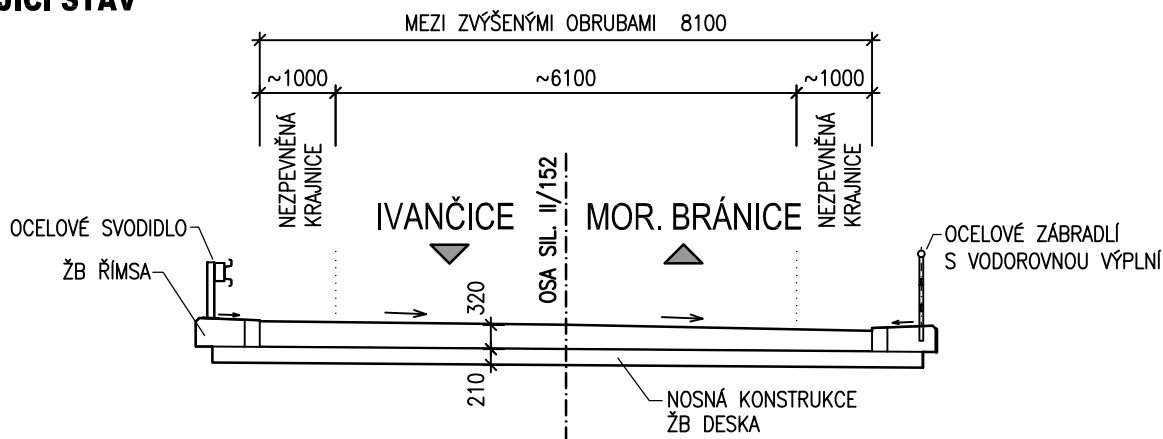 JÍCÍ STAV
MEZI ZVÝŠENÝMI OBRUBAMI 8100
~1000
~6100
~1000
NEZPEVNĚNÁ
KRAJNICE
OSA SIL. II/152
NEZPEVNĚNÁ
KRAJNICE
IVANČICE
MOR. BRÁNICE
OCELOVÉ SVODIDLO
ŽB ŘÍMSA
OCELOVÉ ZÁBRADLÍ
S VODOROVNOU VÝPLNÍ
320
210
NOSNÁ KONSTRUKCE
ŽB DESKA